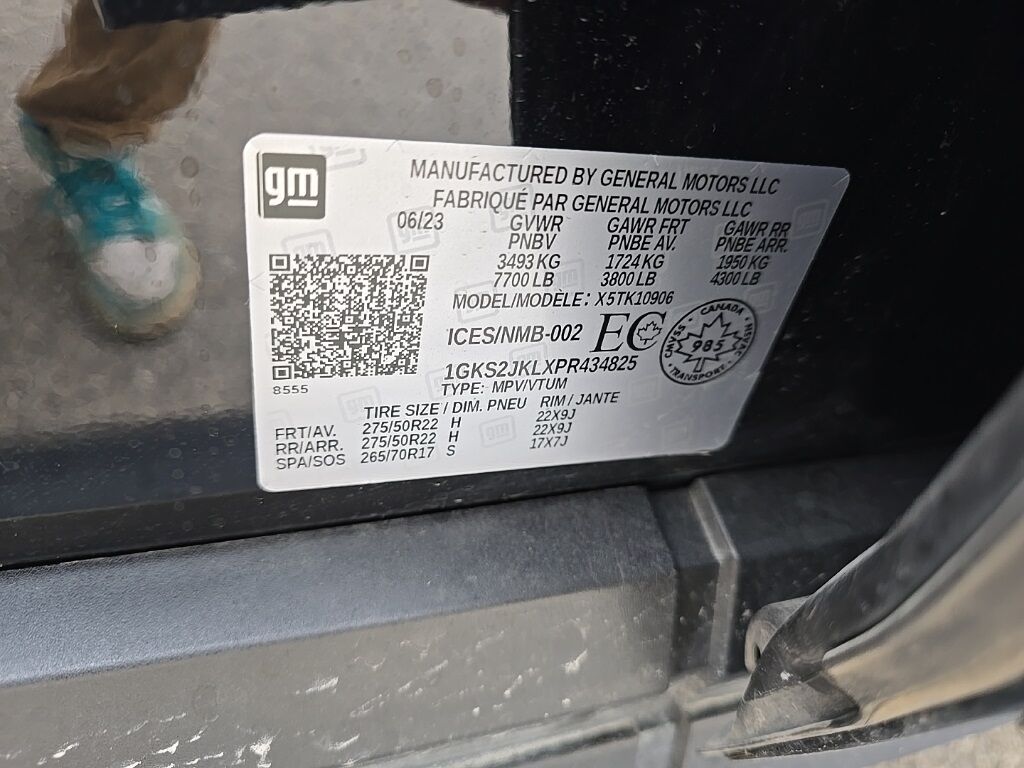 gm
MANUFACTURED BY GENERAL MOTORS LLC
FABRIQUÉ PAR GENERAL MOTORS LLC
06/23 GVWR GAWR FRT GAWR RR
PNBV PNBE AV. PNBE ARR.
3493 KG 1724 KG 1950 KG
7700 LB 3800 LB 4300 LB
MODEL/MODÈLE: X5TK10906
ICES/NMB-002 EC
CANADA
985
TRANSPORT
1GKS2JKLXPR434825
8555
TYPE: MPV/VTUM
TIRE SIZE / DIM. PNEU RIM / JANTE
FRT/AV. 275/50R22 H 22X9J
RR/ARR. 275/50R22 H 22X9J
SPA/SOS 265/70R17 S 17X7J